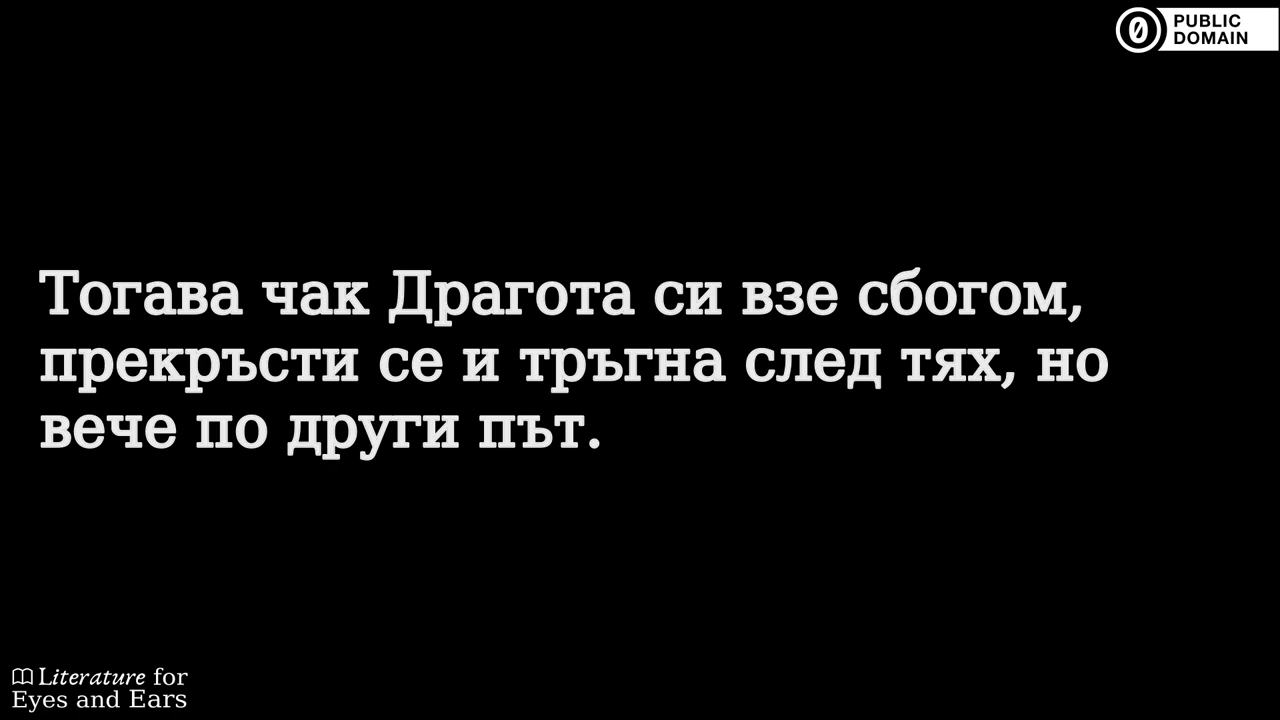 PUBLIC
DOMAIN
Тогава чак Драгота си взе сбогом,
прекръсти се и тръгна след тях, но
вече по други път.
Literature for
Eyes and Ears